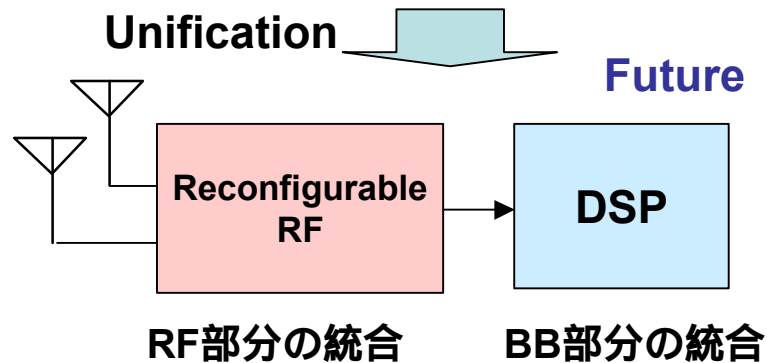 Unification
Future
Reconfigurable
RF
DSP
RF部分の統合
BB部分の統合